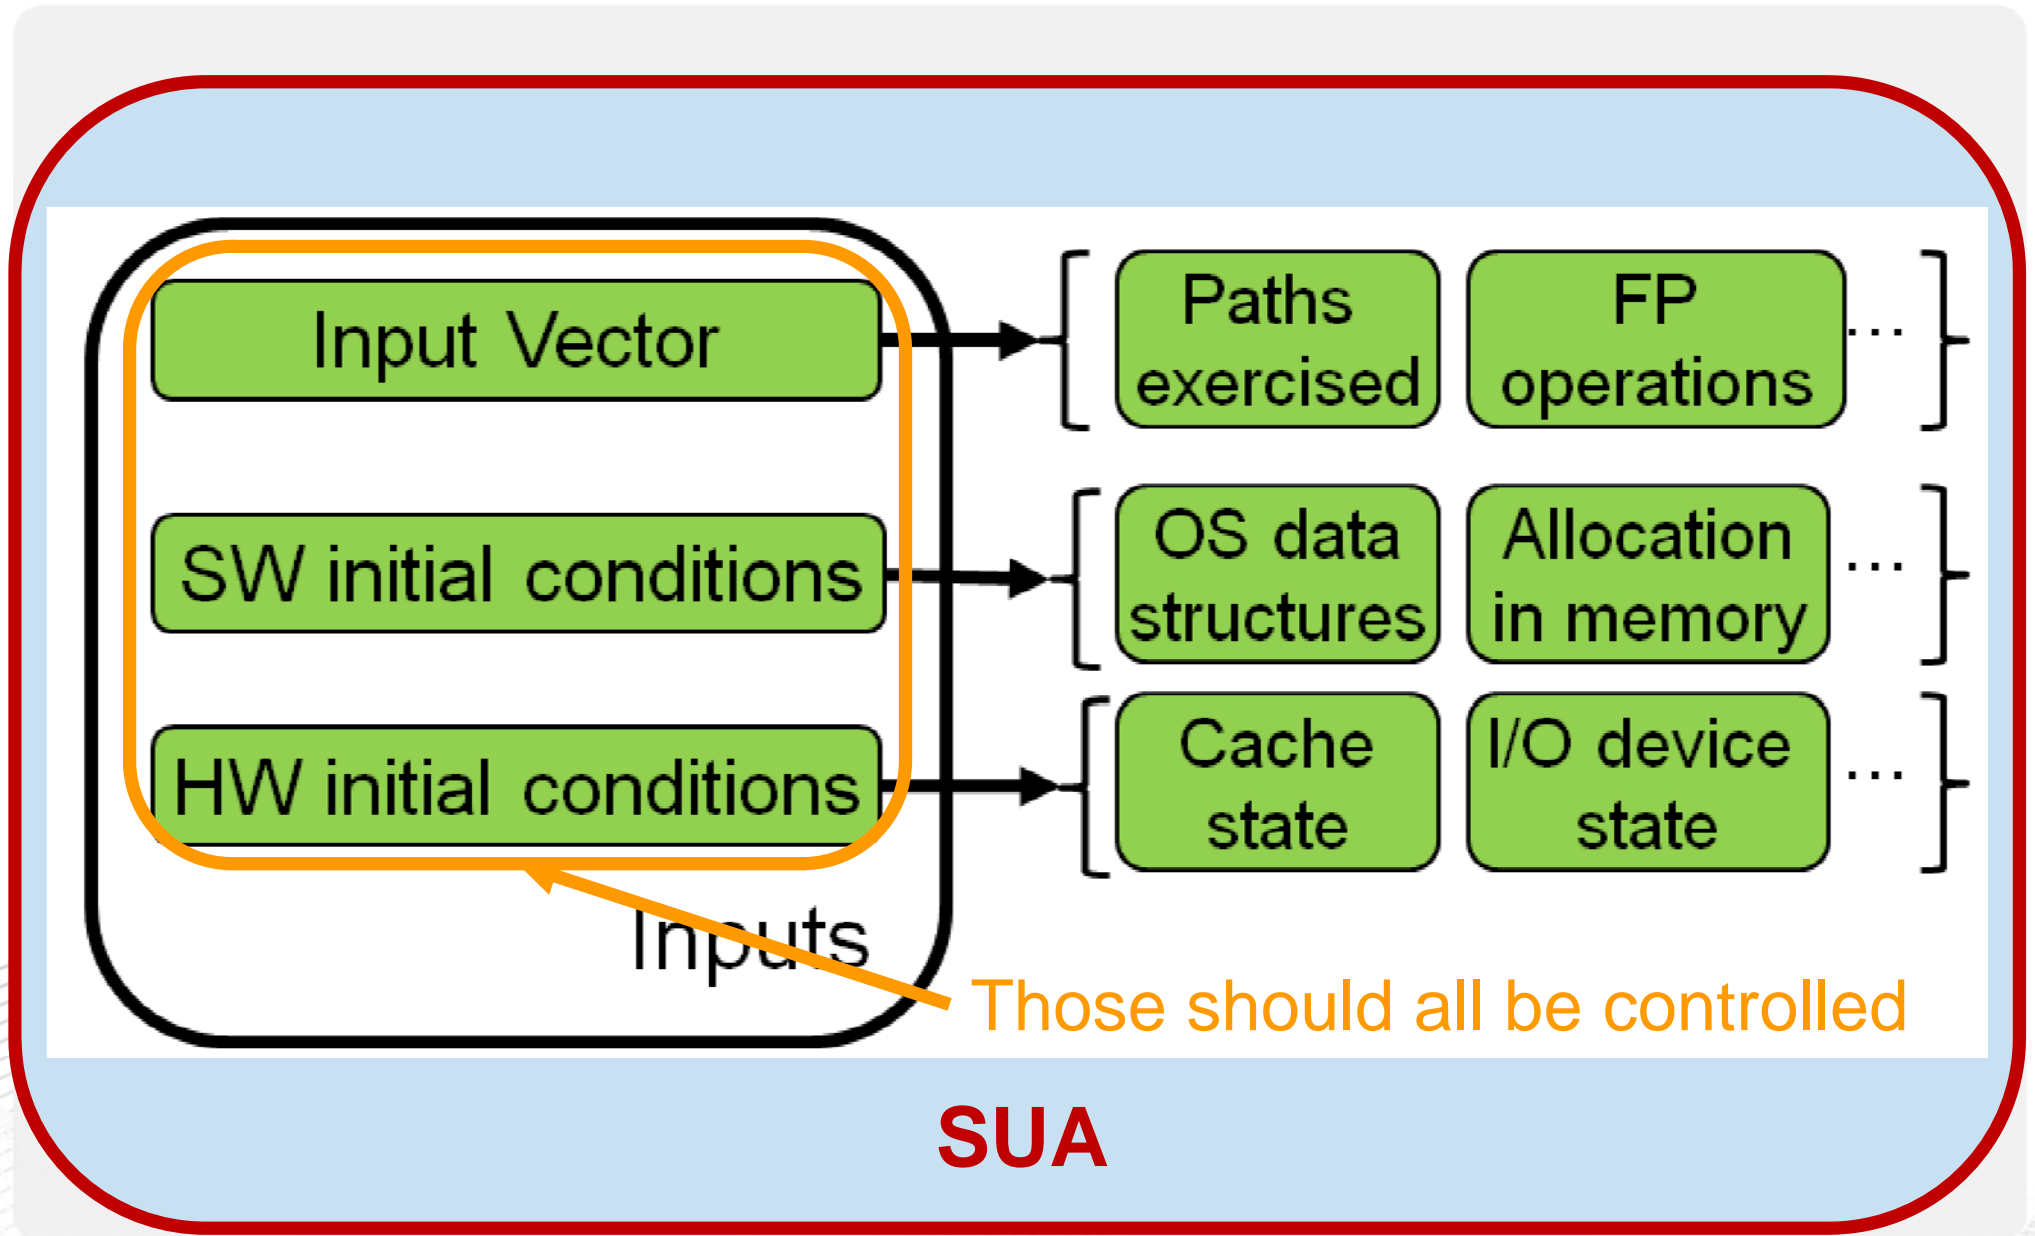 Input Vector
Paths
exercised
FP
operations
...
SW initial conditions
OS data
structures
Allocation
in memory
...
HW initial conditions
Cache
state
I/O device
state
...
Inputs
Those should all be controlled
SUA